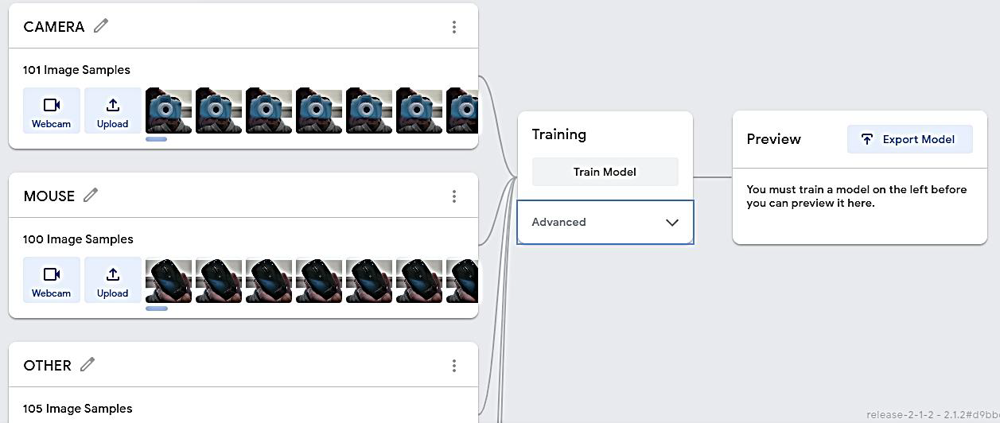 CAMERA
101 Image Samples
Webcam
Upload
MOUSE
100 Image Samples
Webcam
Upload
OTHER
105 Image Samples
Training
Train Model
Advanced
Preview
Export Model
You must train a model on the left before
you can preview it here.
release-2-1-2 - 2.1.2#d9bb